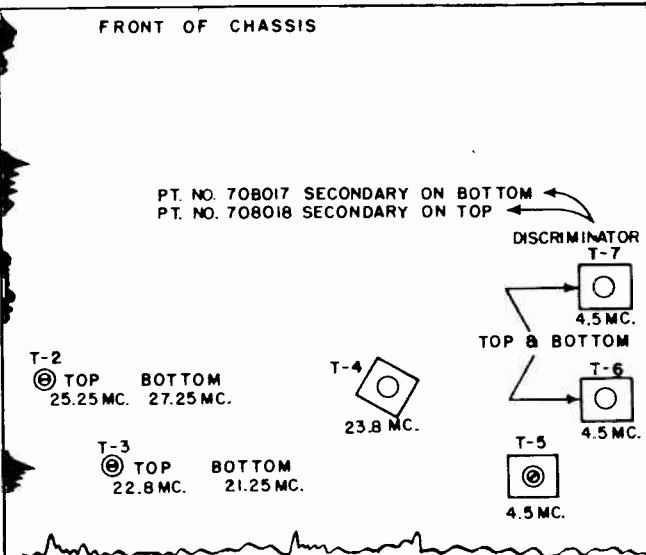 FRONT OF CHASSIS
PT. NO. 708017 SECONDARY ON BOTTOM
PT. NO. 708018 SECONDARY ON TOP
DISCRIMINATOR
T-7
4.5 MC.
TOP & BOTTOM
T-6
4.5 MC.
T-2
TOP BOTTOM
25.25 MC. 27.25 MC.
T-4
23.8 MC.
T-3
TOP BOTTOM
22.8 MC. 21.25 MC.
T-5
4.5 MC.